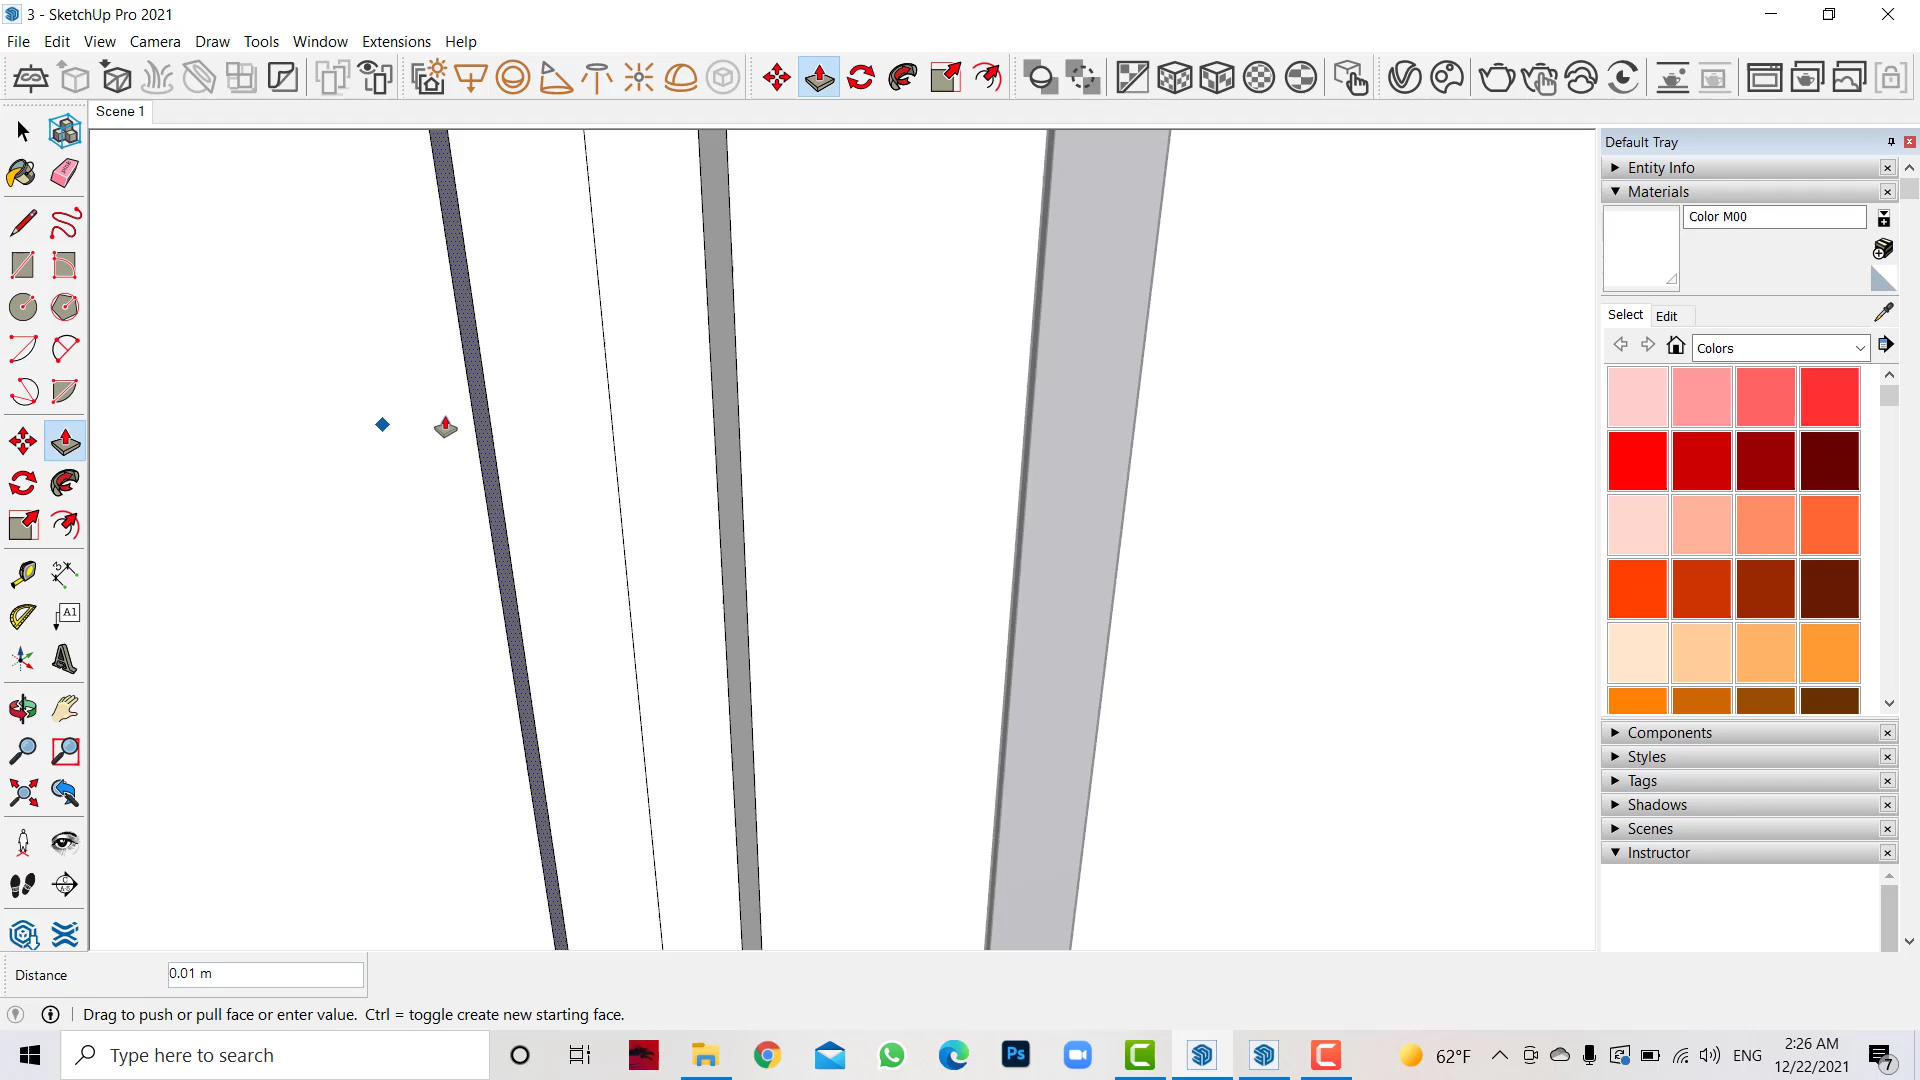 3 - SketchUp Pro 2021
File Edit View Camera Draw Tools Window Extensions Help
Scene 1
Default Tray
Entity Info
Materials
Color M00
Select Edit
Colors
A1
Components
Styles
Tags
Shadows
Scenes
Instructor
Distance 0.01 m
Drag to push or pull face or enter value. Ctrl = toggle create new starting face.
Type here to search
Ps
62°F
ENG
2:26 AM
12/22/2021
7